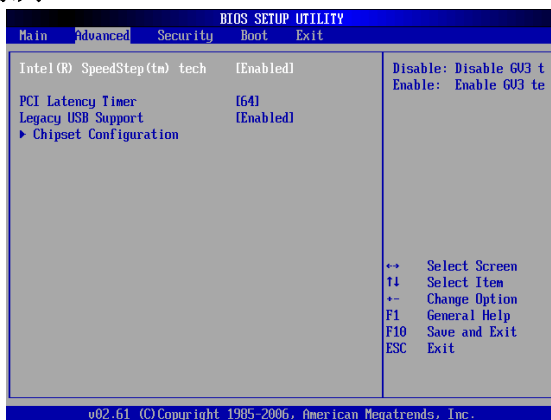 BIOS SETUP UTILITY
Main Advanced Security Boot Exit
Intel(R) SpeedStep(tm) tech [Enabled]
PCI Latency Timer [64]
Legacy USB Support [Enabled]
▶ Chipset Configuration
Disable: Disable GV3 t
Enable: Enable GV3 te
↔ Select Screen
↑↓ Select Item
+- Change Option
F1 General Help
F10 Save and Exit
ESC Exit
v02.61 (C)Copyright 1985-2006, American Megatrends, Inc.